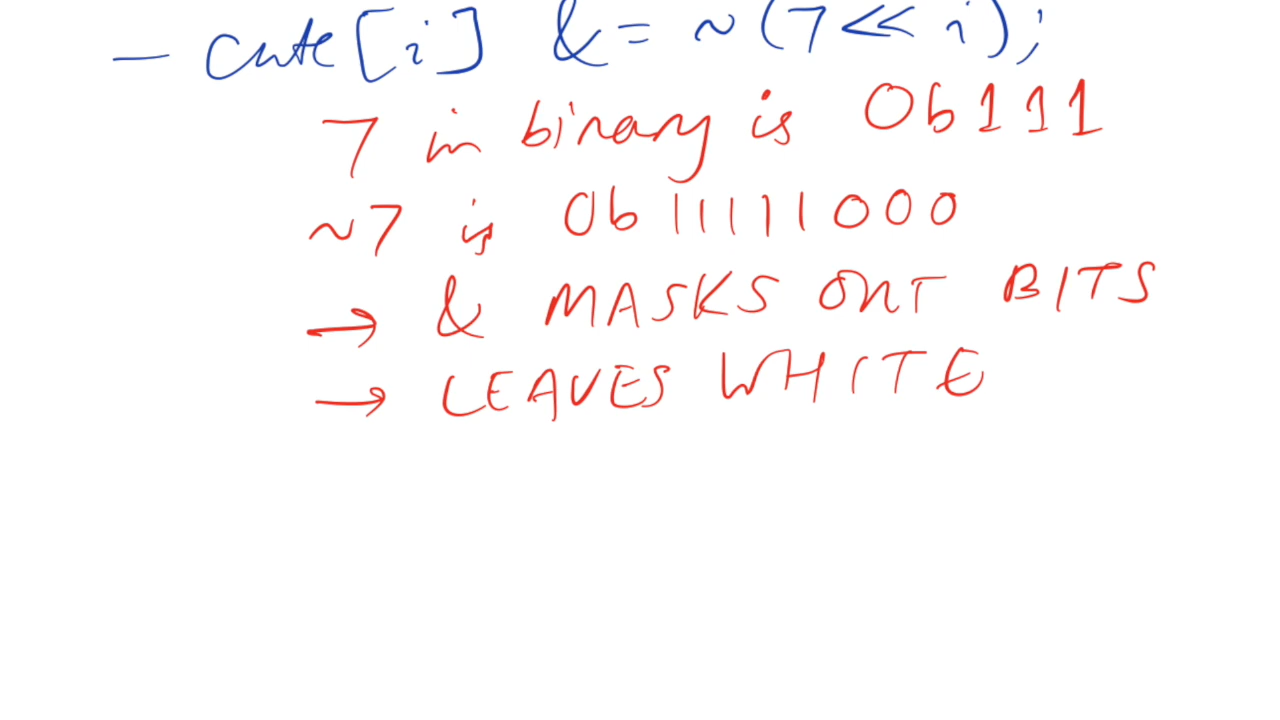 - cute[i] &= ~(7<<i);
7 in binary is 0b111
~7 is 0b11111000
→ & MASKS OUT BITS
→ LEAVES WHITE